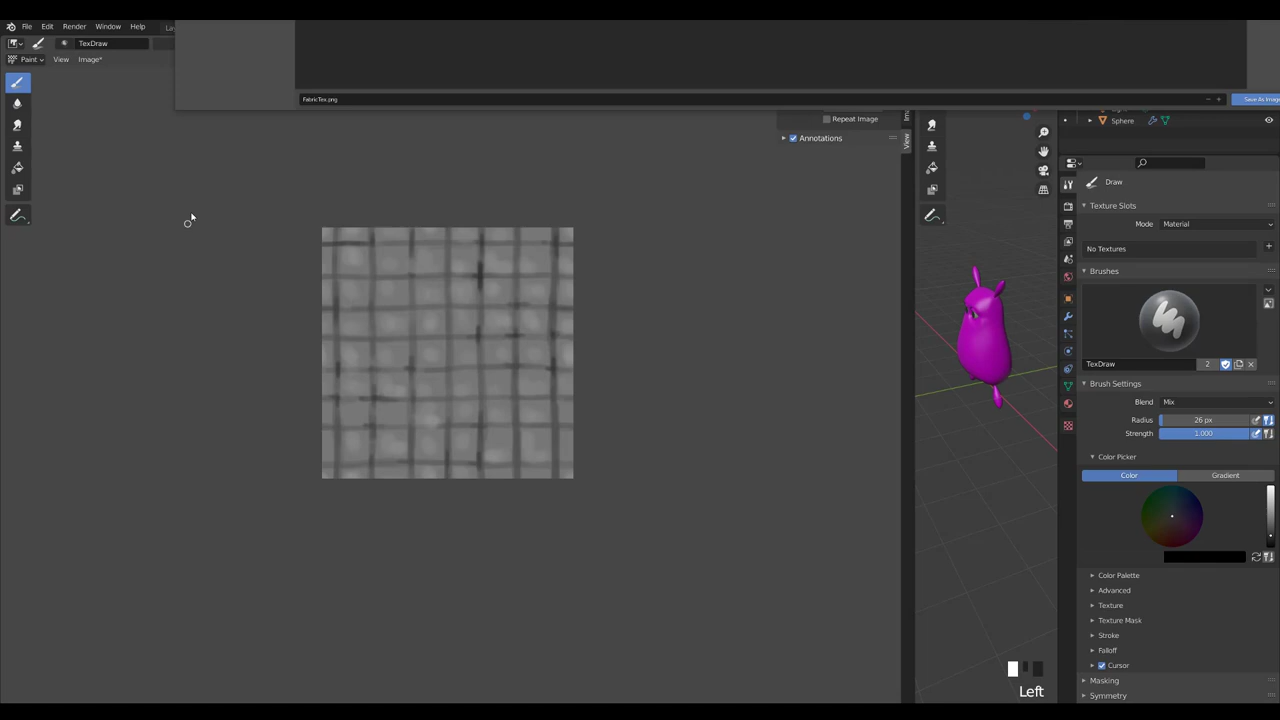 File Edit Render Window Help
TexDraw
Paint View Image*
FabricTex.png
Save As Image
Repeat Image
Annotations
View
Sphere
Draw
Texture Slots
Mode Material
No Textures
Brushes
TexDraw 2
Brush Settings
Blend Mix
Radius 26 px
Strength 1.000
Color Picker
Color Gradient
Color Palette
Advanced
Texture
Texture Mask
Stroke
Falloff
Cursor
Masking
Symmetry
Left